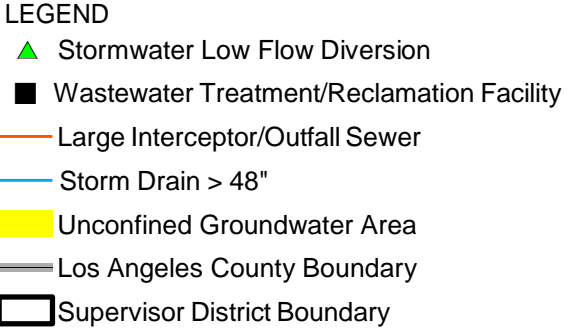 LEGEND
Stormwater Low Flow Diversion
Wastewater Treatment/Reclamation Facility
Large Interceptor/Outfall Sewer
Storm Drain > 48"
Unconfined Groundwater Area
Los Angeles County Boundary
Supervisor District Boundary